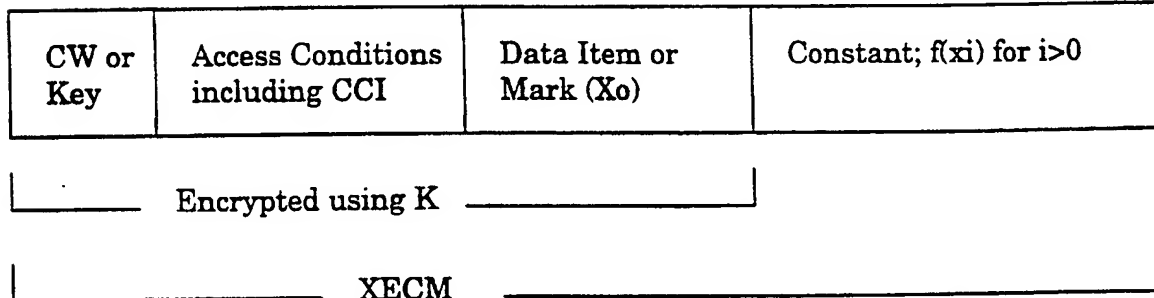 CW or Key
Access Conditions including CCI
Data Item or Mark (Xo)
Constant; f(xi) for i>0
Encrypted using K
XECM